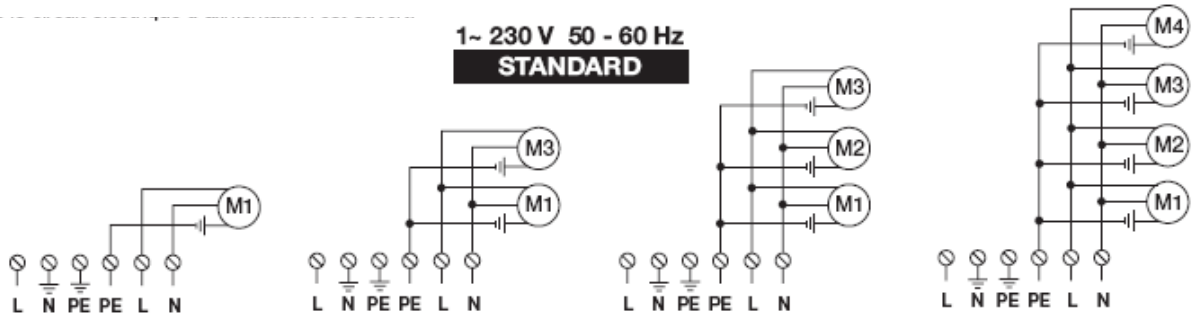 1~ 230 V 50 - 60 Hz
STANDARD
M1
L N PE PE L N
M3
M1
L N PE PE L N
M3
M2
M1
L N PE PE L N
M4
M3
M2
M1
L N PE PE L N